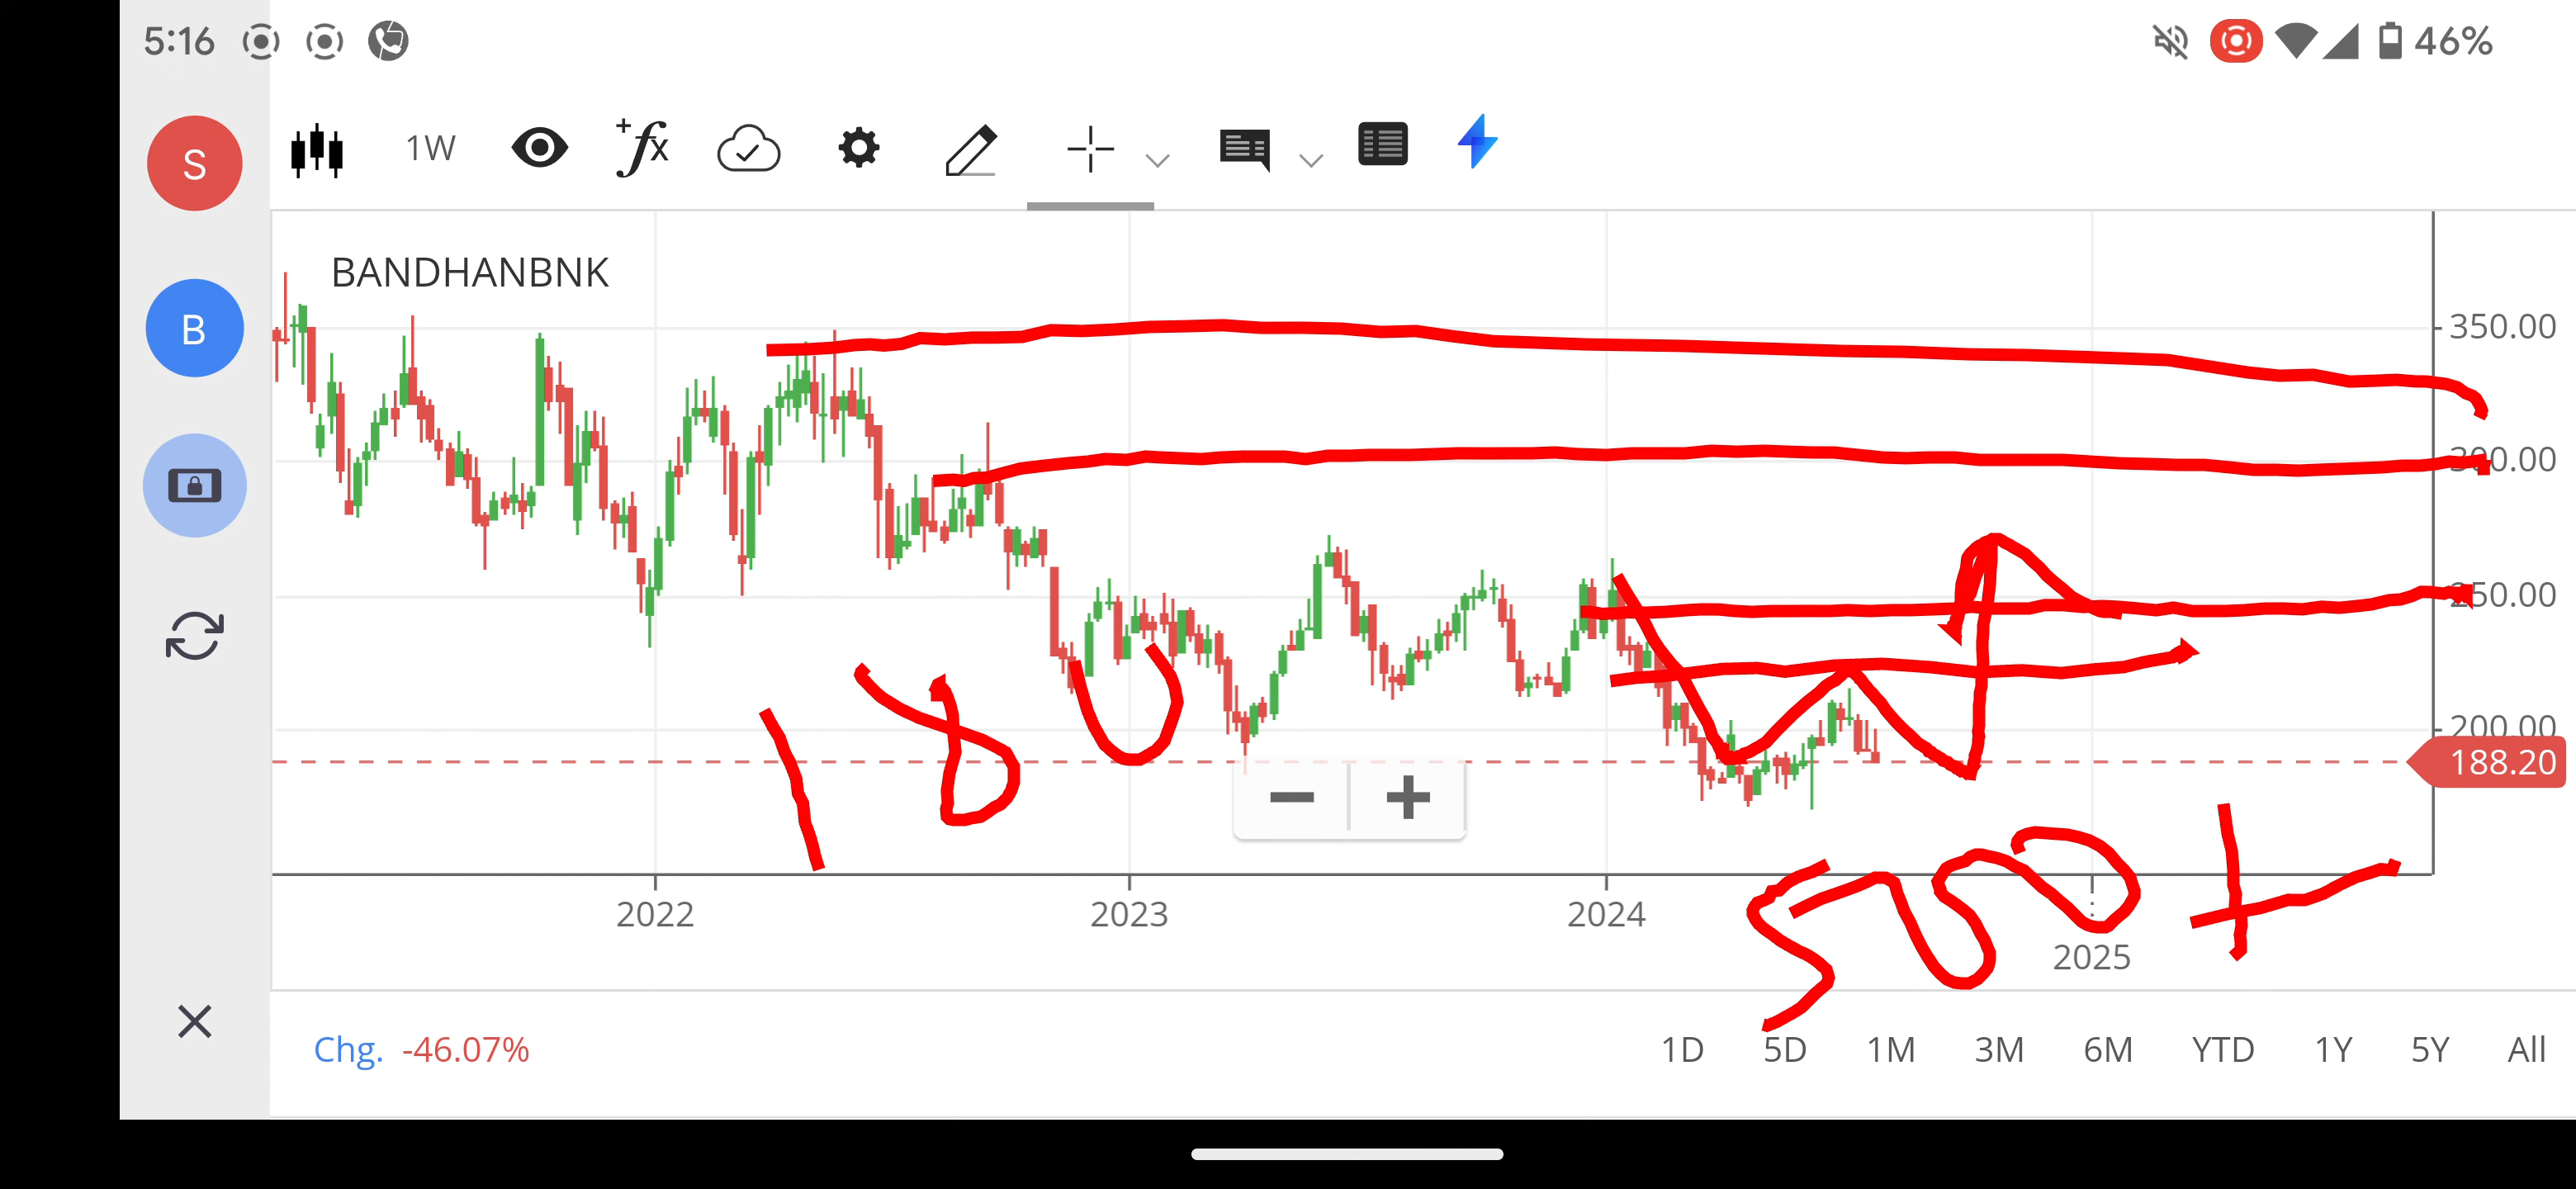 5:16 46%
S 1W
BANDHANBNK
B
350.00
300.00
250.00
200.00
188.20
180
500+
2022 2023 2024 2025
Chg. -46.07% 1D 5D 1M 3M 6M YTD 1Y 5Y All